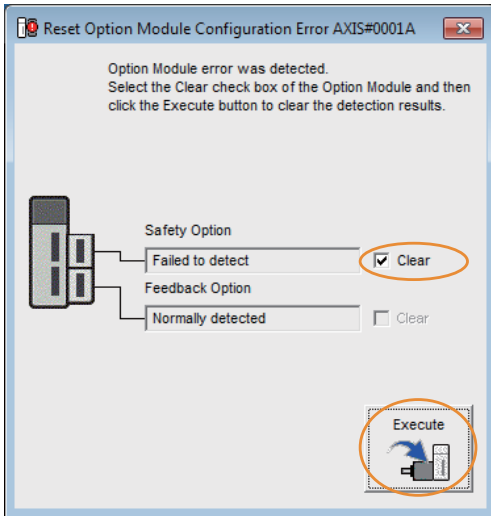 Reset Option Module Configuration Error AXIS#0001A
Option Module error was detected.
Select the Clear check box of the Option Module and then
click the Execute button to clear the detection results.
Safety Option
Failed to detect
Clear
Feedback Option
Normally detected
Clear
Execute